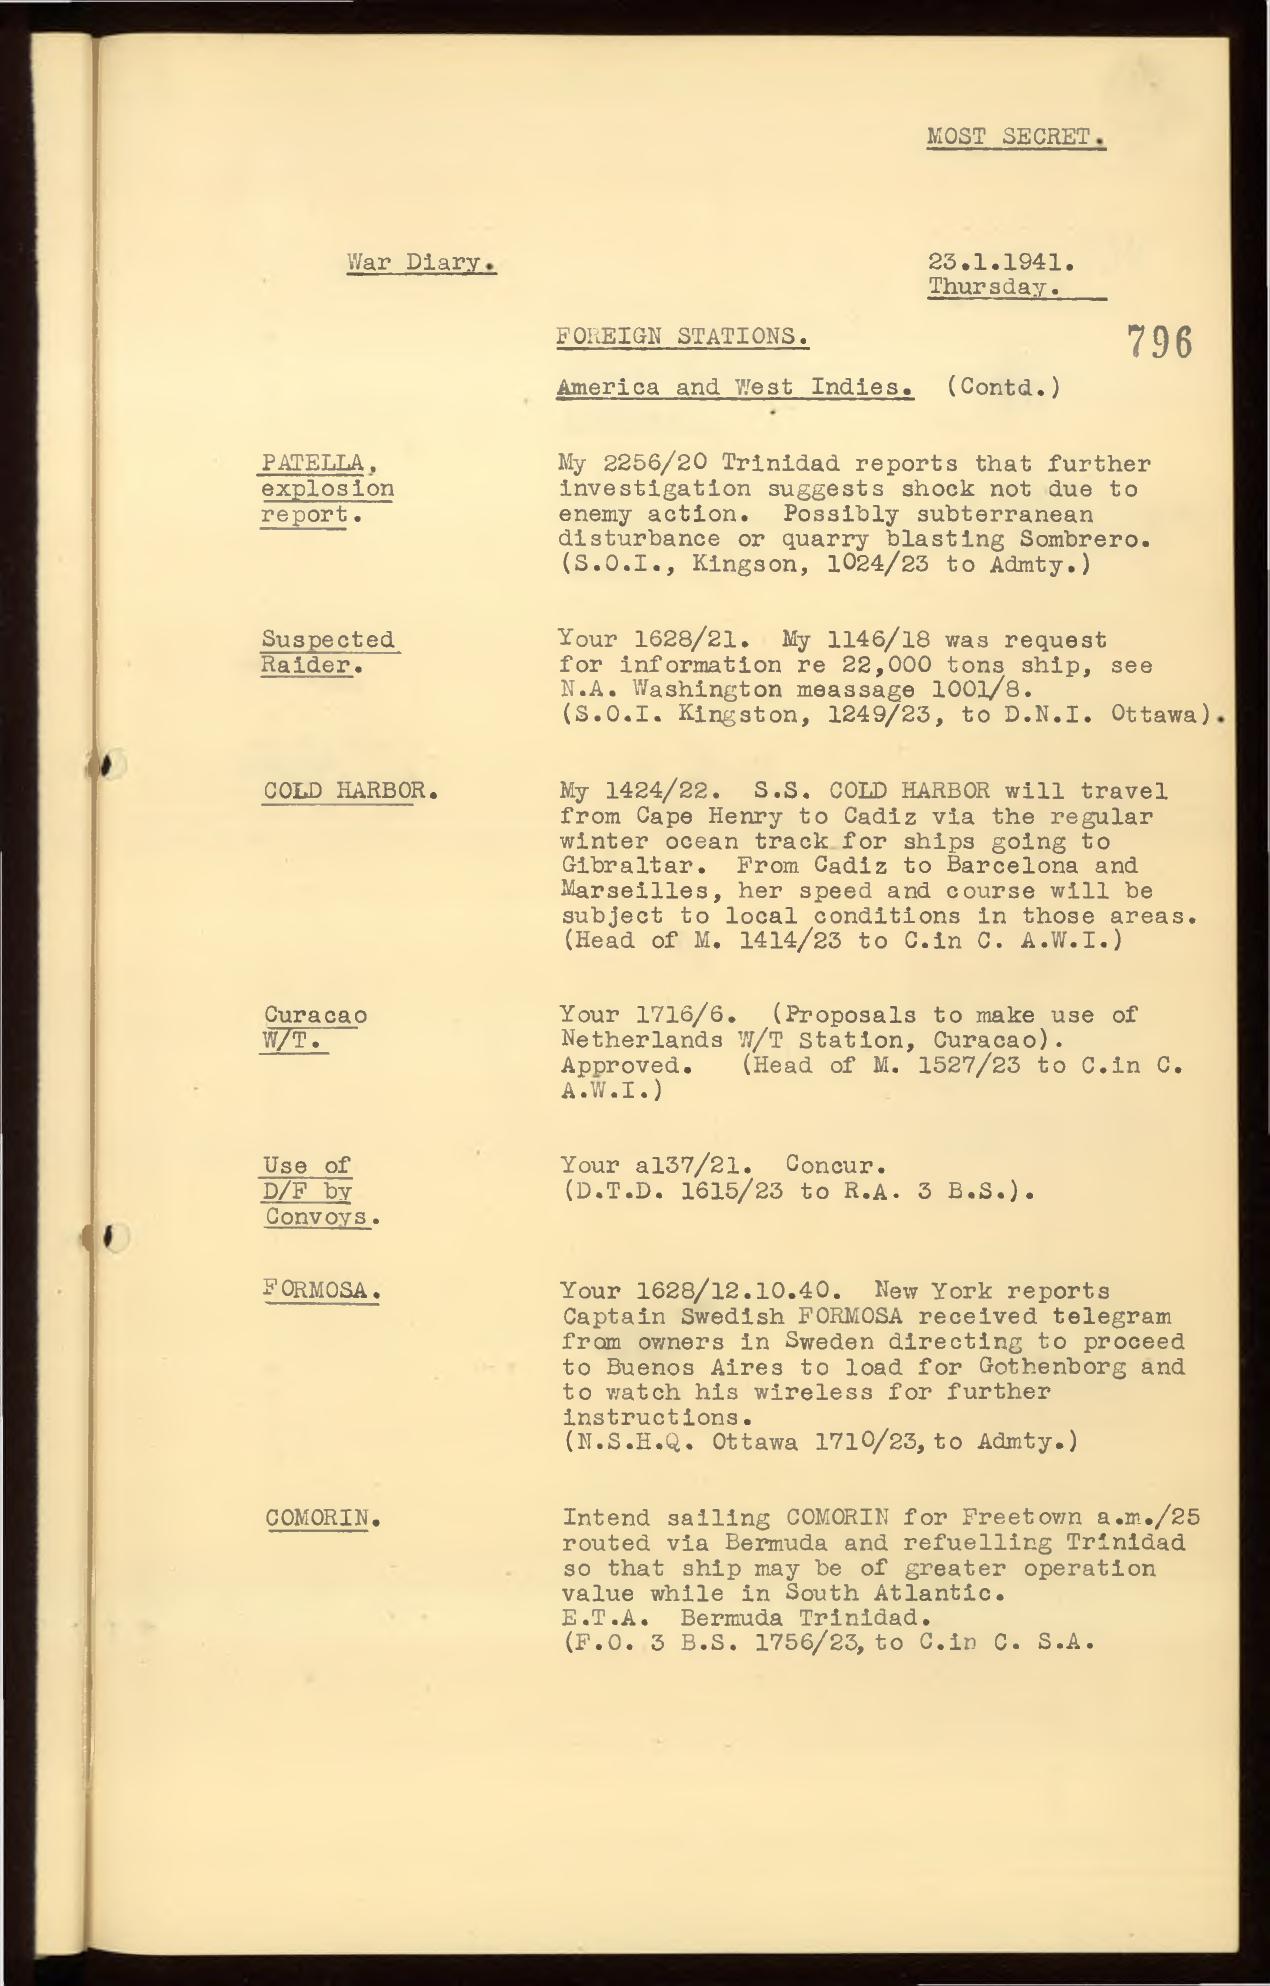 MOST SECRET.
War Diary.
23.1.1941.
Thursday.
FOREIGN STATIONS.
796
America and West Indies. (Contd.)
PATELLA,
explosion
report.
My 2256/20 Trinidad reports that further
investigation suggests shock not due to
enemy action. Possibly subterranean
disturbance or quarry blasting Sombrero.
(S.O.I., Kingson, 1024/23 to Admty.)
Suspected
Raider.
Your 1628/21. My 1146/18 was request
for information re 22,000 tons ship, see
N.A. Washington meassage 1001/8.
(S.O.I. Kingston, 1249/23, to D.N.I. Ottawa).
COLD HARBOR.
My 1424/22. S.S. COLD HARBOR will travel
from Cape Henry to Cadiz via the regular
winter ocean track for ships going to
Gibraltar. From Cadiz to Barcelona and
Marseilles, her speed and course will be
subject to local conditions in those areas.
(Head of M. 1414/23 to C.in C. A.W.I.)
Curacao
W/T.
Your 1716/6. (Proposals to make use of
Netherlands W/T Station, Curacao).
Approved. (Head of M. 1527/23 to C.in C.
A.W.I.)
Use of
D/F by
Convoys.
Your a137/21. Concur.
(D.T.D. 1615/23 to R.A. 3 B.S.).
FORMOSA.
Your 1628/12.10.40. New York reports
Captain Swedish FORMOSA received telegram
from owners in Sweden directing to proceed
to Buenos Aires to load for Gothenborg and
to watch his wireless for further
instructions.
(N.S.H.Q. Ottawa 1710/23, to Admty.)
COMORIN.
Intend sailing COMORIN for Freetown a.m./25
routed via Bermuda and refuelling Trinidad
so that ship may be of greater operation
value while in South Atlantic.
E.T.A. Bermuda Trinidad.
(F.O. 3 B.S. 1756/23, to C.in C. S.A.